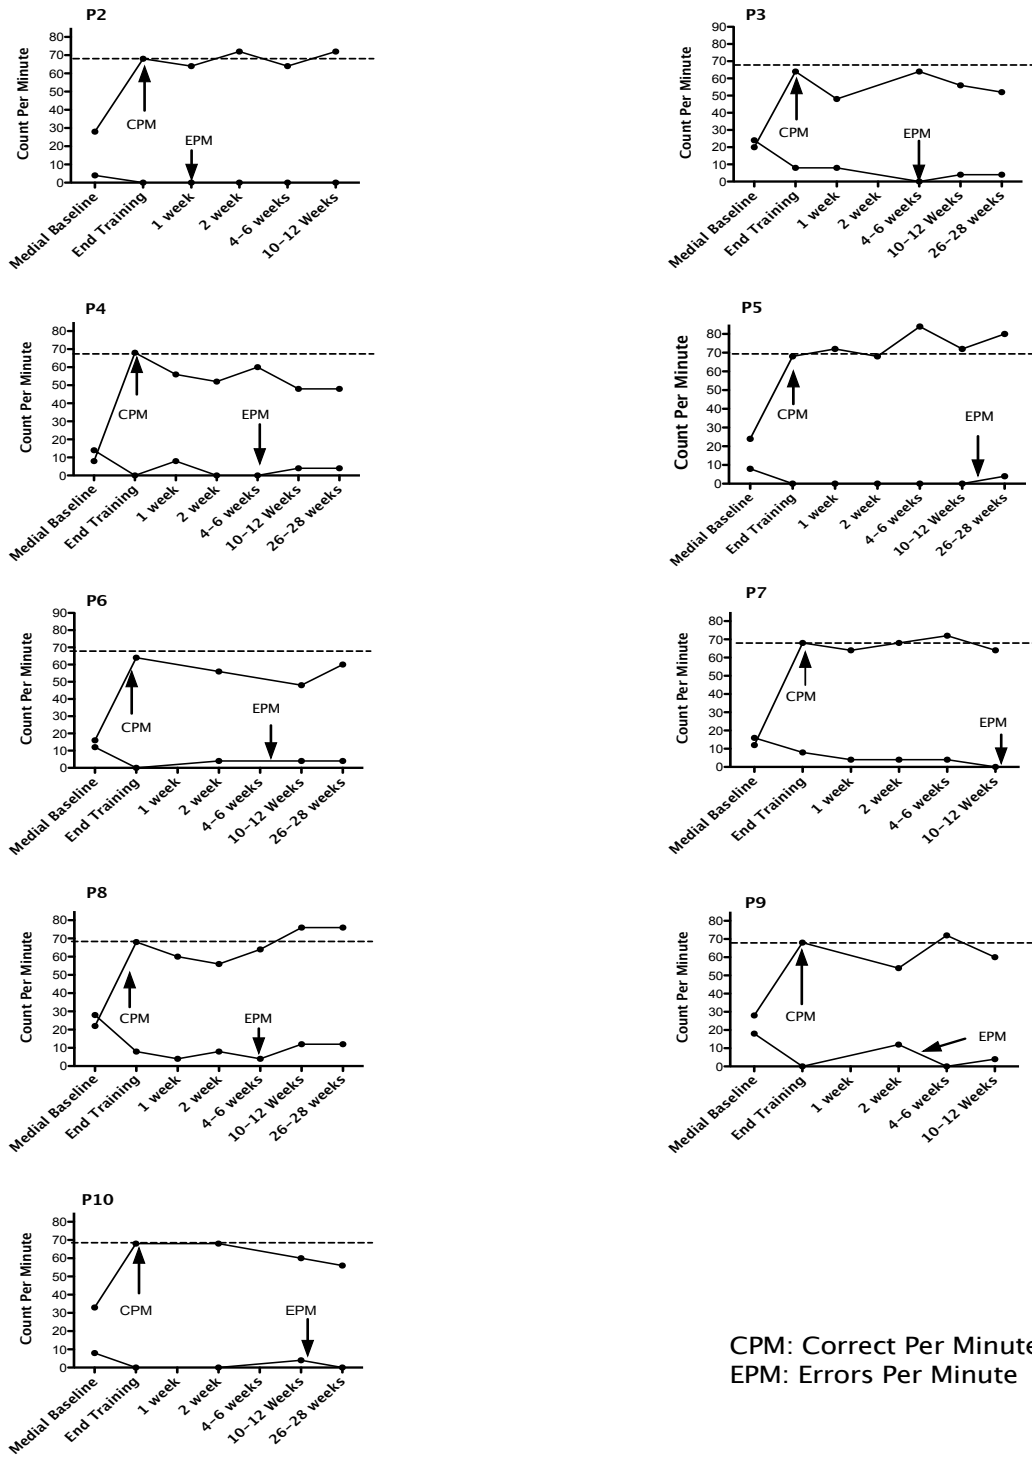 P2
Count Per Minute
80
70
60
50
40
30
20
10
0
CPM
EPM
Medial Baseline
End Training
1 week
2 week
4–6 weeks
10–12 Weeks
P3
Count Per Minute
90
80
70
60
50
40
30
20
10
0
CPM
EPM
Medial Baseline
End Training
1 week
2 week
4–6 weeks
10–12 Weeks
26–28 weeks
P4
Count Per Minute
80
70
60
50
40
30
20
10
0
CPM
EPM
Medial Baseline
End Training
1 week
2 week
4–6 weeks
10–12 Weeks
26–28 weeks
P5
Count Per Minute
80
70
60
50
40
30
20
10
0
CPM
EPM
Medial Baseline
End Training
1 week
2 week
4–6 weeks
10–12 Weeks
26–28 weeks
P6
Count Per Minute
90
80
70
60
50
40
30
20
10
0
CPM
EPM
Medial Baseline
End Training
1 week
2 week
4–6 weeks
10–12 Weeks
26–28 weeks
P7
Count Per Minute
80
70
60
50
40
30
20
10
0
CPM
EPM
Medial Baseline
End Training
1 week
2 week
4–6 weeks
10–12 Weeks
P8
Count Per Minute
80
70
60
50
40
30
20
10
0
CPM
EPM
Medial Baseline
End Training
1 week
2 week
4–6 weeks
10–12 Weeks
26–28 weeks
P9
Count Per Minute
80
70
60
50
40
30
20
10
0
CPM
EPM
Medial Baseline
End Training
1 week
2 week
4–6 weeks
10–12 Weeks
P10
Count Per Minute
80
70
60
50
40
30
20
10
0
CPM
EPM
Medial Baseline
End Training
1 week
2 week
4–6 weeks
10–12 Weeks
26–28 weeks
CPM: Correct Per Minute
EPM: Errors Per Minute